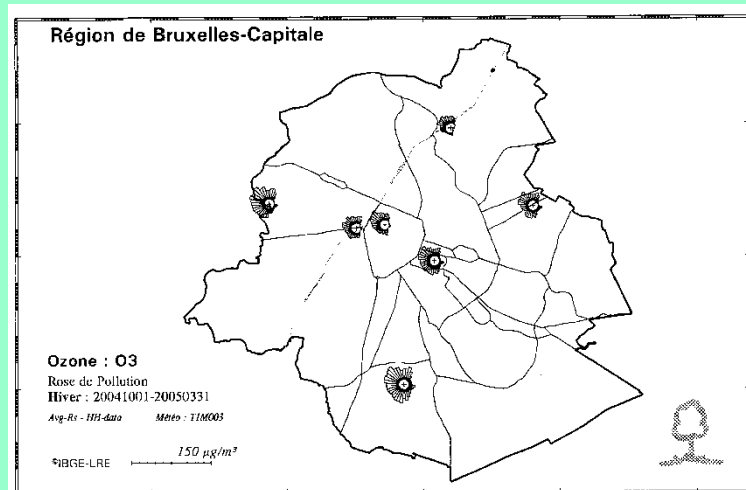 Région de Bruxelles-Capitale
Ozone : O3
Rose de Pollution
Hiver : 20041001-20050331
Avg-Rs - HH-data Météo : T1M003
150 µg/m³
©IBGE-LRE